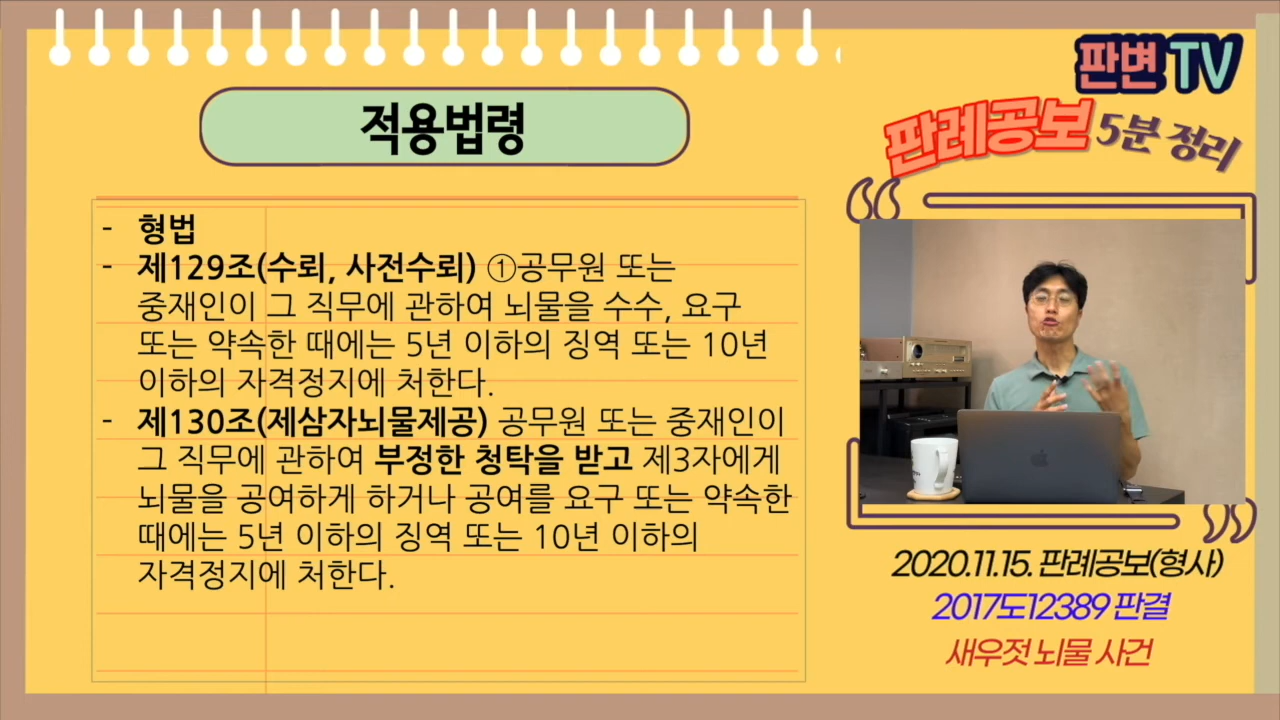 적용법령
- 형법
- 제129조(수뢰, 사전수뢰) ①공무원 또는
중재인이 그 직무에 관하여 뇌물을 수수, 요구
또는 약속한 때에는 5년 이하의 징역 또는 10년
이하의 자격정지에 처한다.
- 제130조(제삼자뇌물제공) 공무원 또는 중재인이
그 직무에 관하여 부정한 청탁을 받고 제3자에게
뇌물을 공여하게 하거나 공여를 요구 또는 약속한
때에는 5년 이하의 징역 또는 10년 이하의
자격정지에 처한다.
판변 TV
판례공보 5분 정리
2020.11.15. 판례공보(형사)
2017도12389 판결
새우젓 뇌물 사건